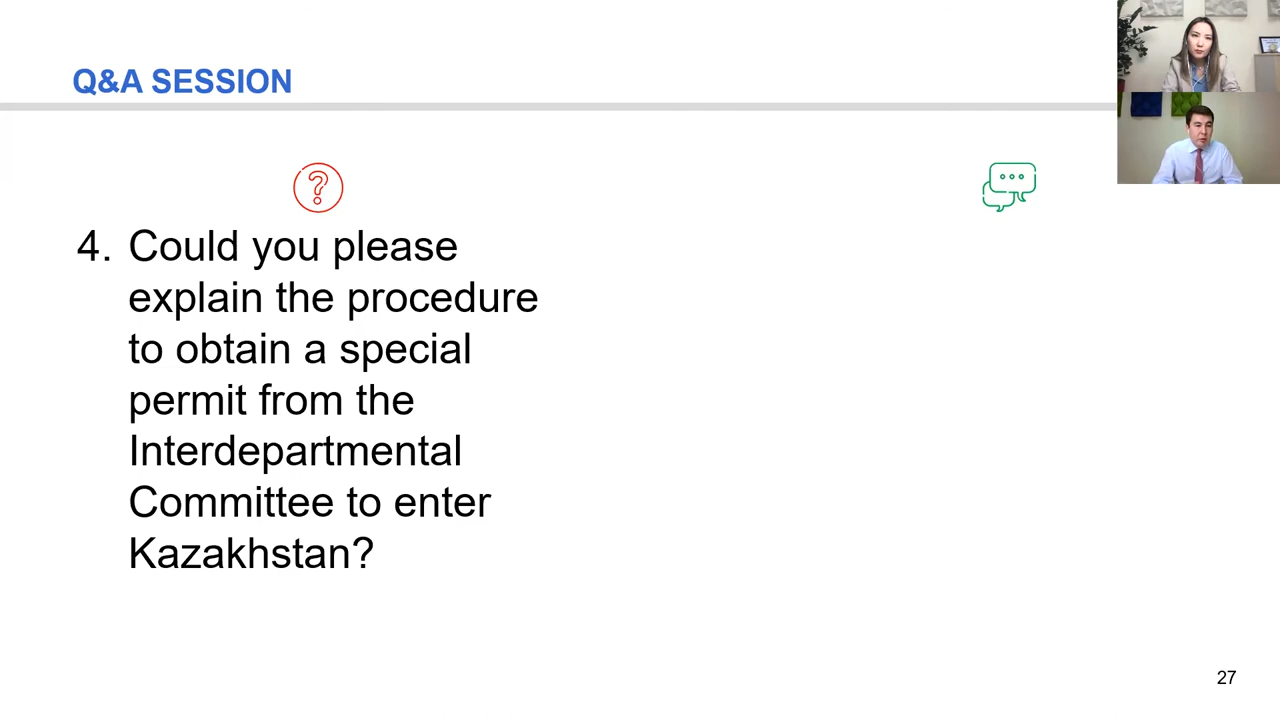 Q&A SESSION
4. Could you please
explain the procedure
to obtain a special
permit from the
Interdepartmental
Committee to enter
Kazakhstan?
27